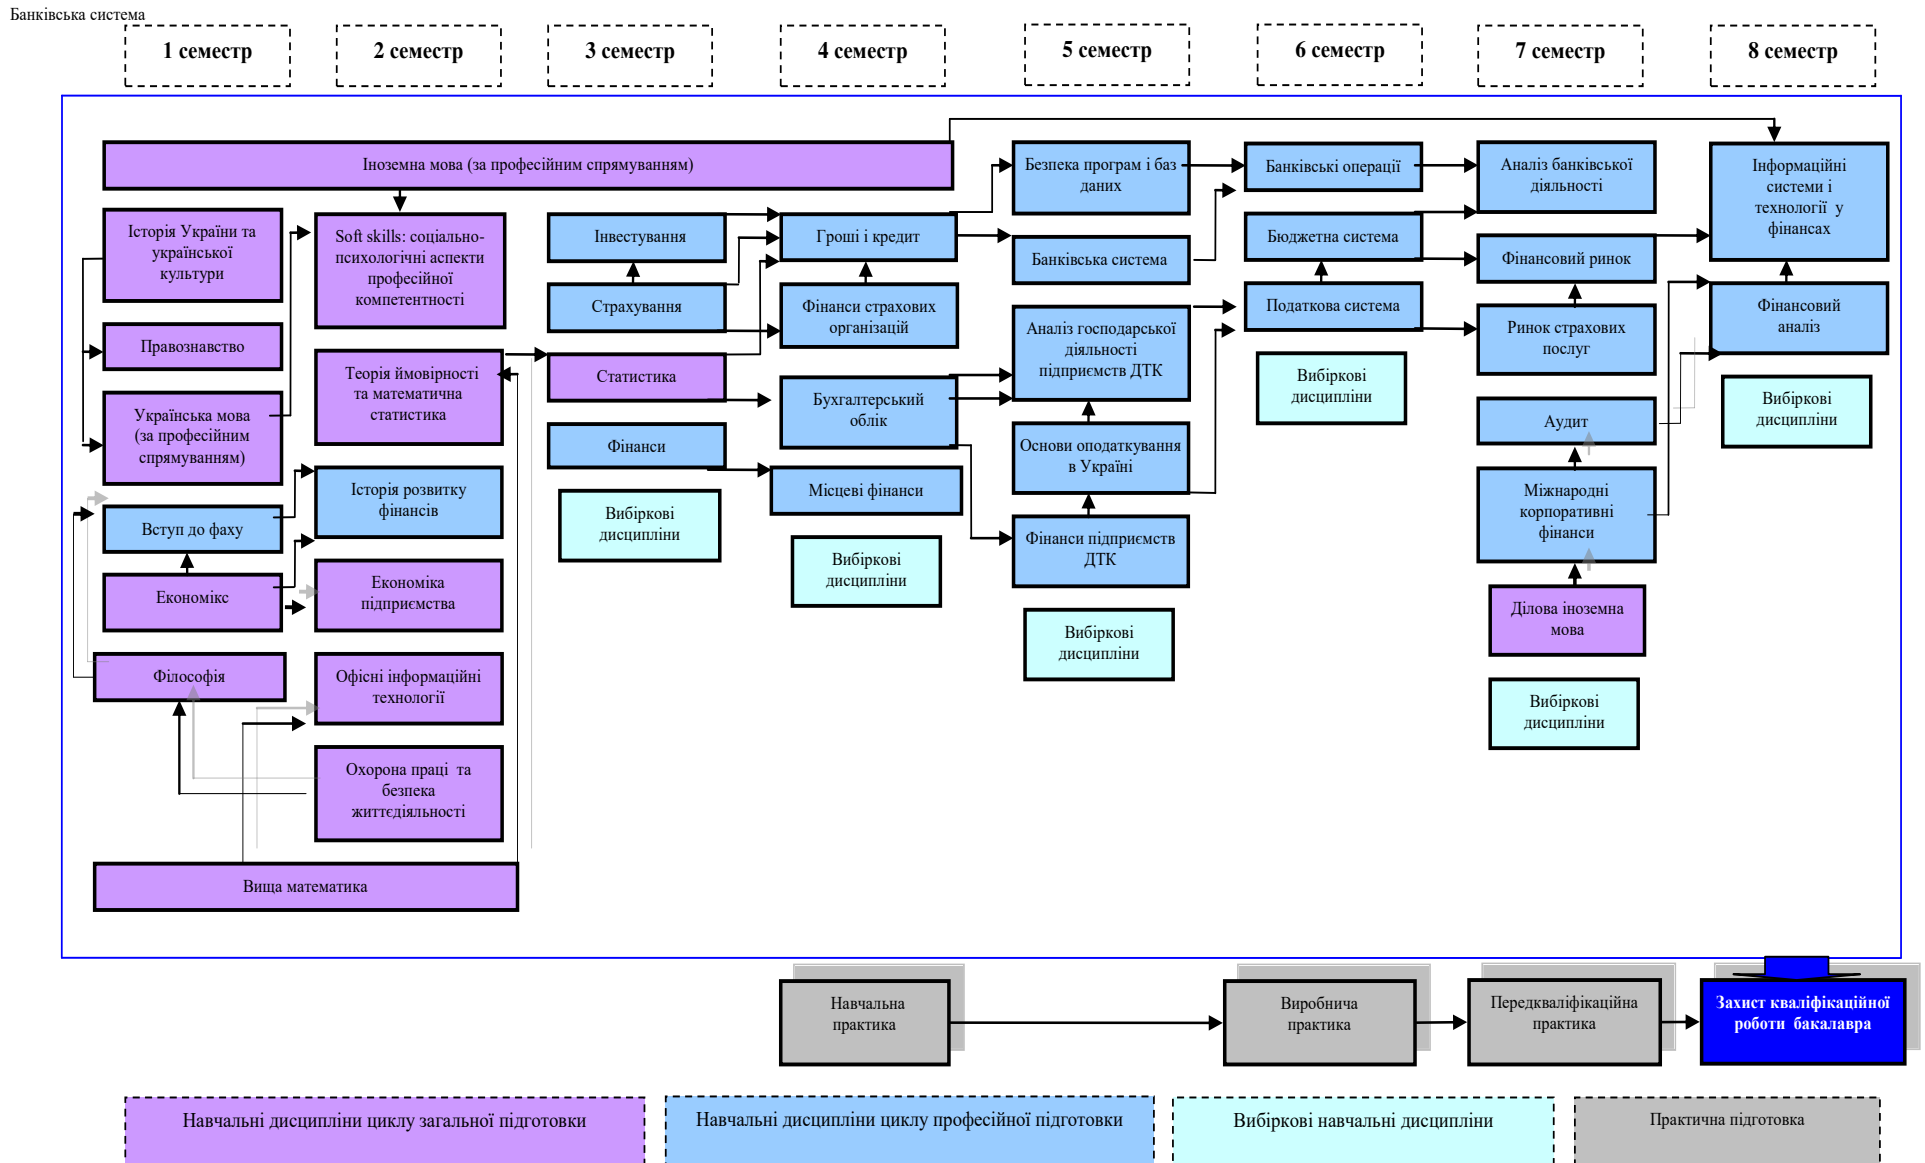 Банківська система
1 семестр
2 семестр
3 семестр
4 семестр
5 семестр
6 семестр
7 семестр
8 семестр
Іноземна мова (за професійним спрямуванням)
Історія України та
української
культури
Правознавство
Українська мова
(за професійним
спрямуванням)
Вступ до фаху
Економікс
Філософія
Soft skills: соціально-
психологічні аспекти
професійної
компетентності
Теорія ймовірності
та математична
статистика
Історія розвитку
фінансів
Економіка
підприємства
Офісні інформаційні
технології
Охорона праці та
безпека
життєдіяльності
Вища математика
Інвестування
Страхування
Статистика
Фінанси
Вибіркові
дисципліни
Гроші і кредит
Фінанси страхових
організацій
Бухгалтерський
облік
Місцеві фінанси
Вибіркові
дисципліни
Безпека програм і баз
даних
Банківська система
Аналіз господарської
діяльності
підприємств ДТК
Основи оподаткування
в Україні
Фінанси підприємств
ДТК
Вибіркові
дисципліни
Банківські операції
Бюджетна система
Податкова система
Вибіркові
дисципліни
Аналіз банківської
діяльності
Фінансовий ринок
Ринок страхових
послуг
Аудит
Міжнародні
корпоративні
фінанси
Ділова іноземна
мова
Вибіркові
дисципліни
Інформаційні
системи і
технології у
фінансах
Фінансовий
аналіз
Вибіркові
дисципліни
Навчальна
практика
Виробнича
практика
Передкваліфікаційна
практика
Захист кваліфікаційної
роботи бакалавра
Навчальні дисципліни циклу загальної підготовки
Навчальні дисципліни циклу професійної підготовки
Вибіркові навчальні дисципліни
Практична підготовка